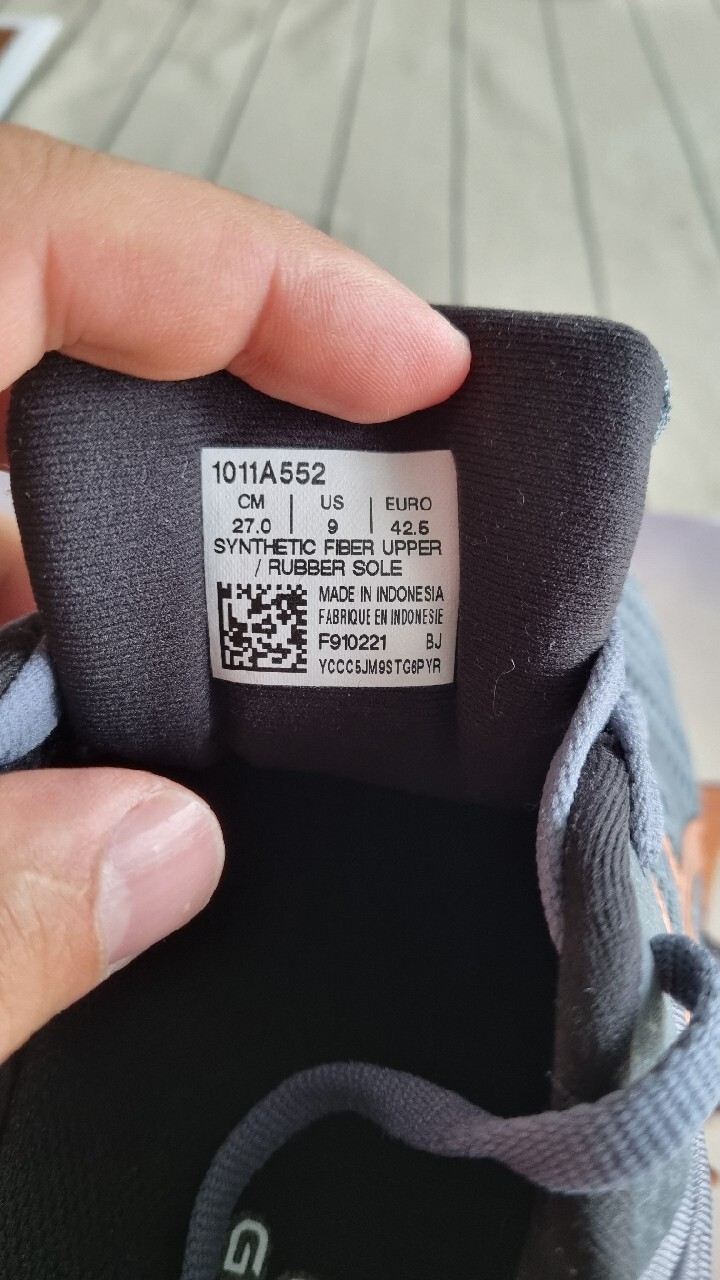 1011A552
CM | US | EURO
27.0 | 9 | 42.5
SYNTHETIC FIBER UPPER
/ RUBBER SOLE
MADE IN INDONESIA
FABRIQUE EN INDONESIE
F910221 BJ
YCCC5JM9STG8PYR
G